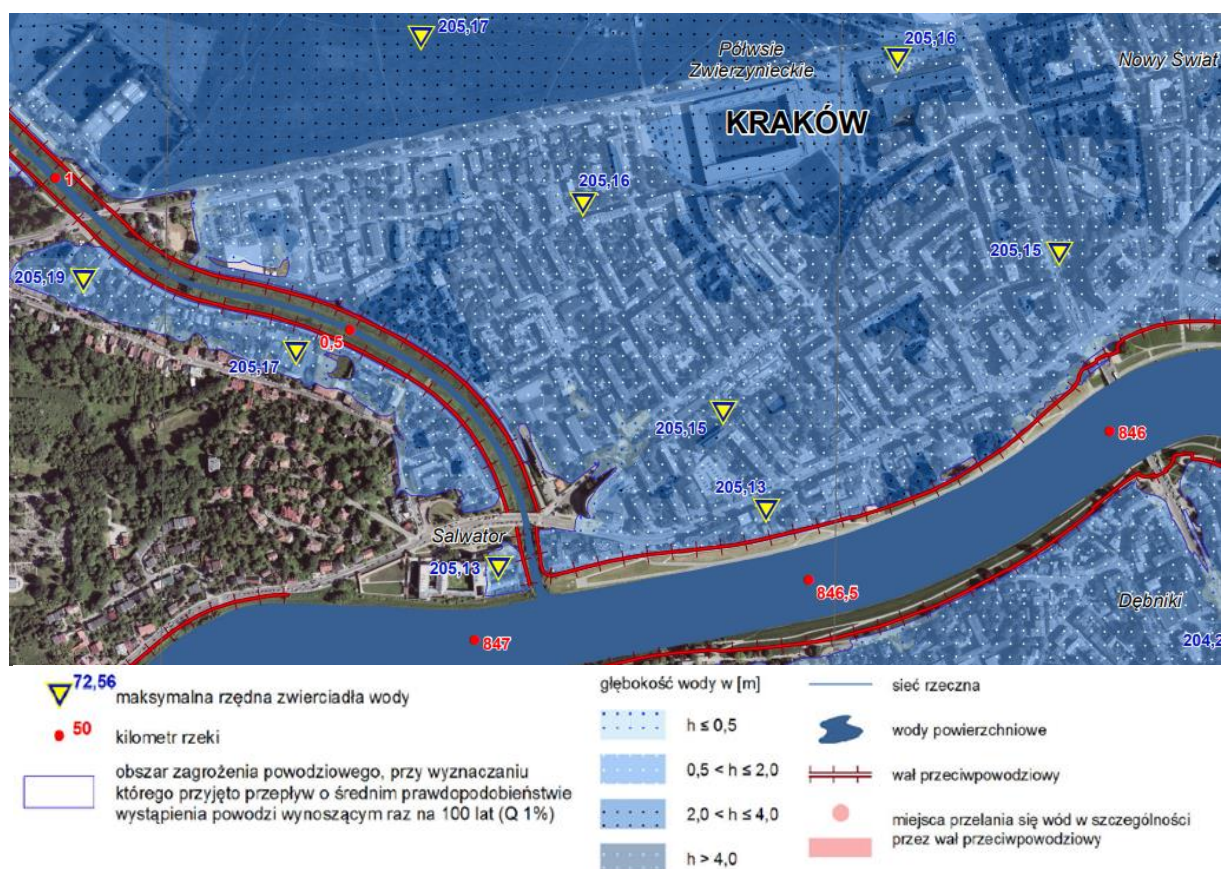 205,17
Półwsie
Zwierzynieckie
205,16
Nowy Świat
KRAKÓW
1
205,16
205,15
205,19
0,5
205,17
205,15
846
205,13
Salwator
205,13
846,5
Dębniki
847
204,2
72,56 maksymalna rzędna zwierciadła wody
50 kilometr rzeki
obszar zagrożenia powodziowego, przy wyznaczaniu
którego przyjęto przepływ o średnim prawdopodobieństwie
wystąpienia powodzi wynoszącym raz na 100 lat (Q 1%)
głębokość wody w [m]
h ≤ 0,5
0,5 < h ≤ 2,0
2,0 < h ≤ 4,0
h > 4,0
sieć rzeczna
wody powierzchniowe
wał przeciwpowodziowy
miejsca przelania się wód w szczególności
przez wał przeciwpowodziowy